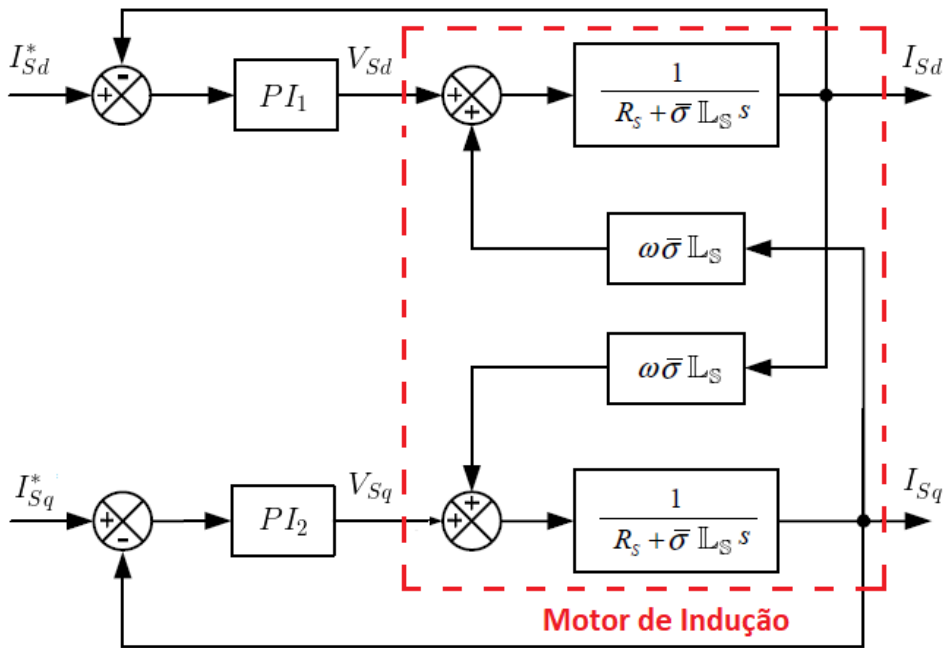 I*Sd
-
+
PI1
VSd
+
+
1
Rs + σ̄ 𝕃𝕊 s
ISd
ωσ̄ 𝕃𝕊
ωσ̄ 𝕃𝕊
I*Sq
+
-
PI2
VSq
+
+
1
Rs + σ̄ 𝕃𝕊 s
ISq
Motor de Indução